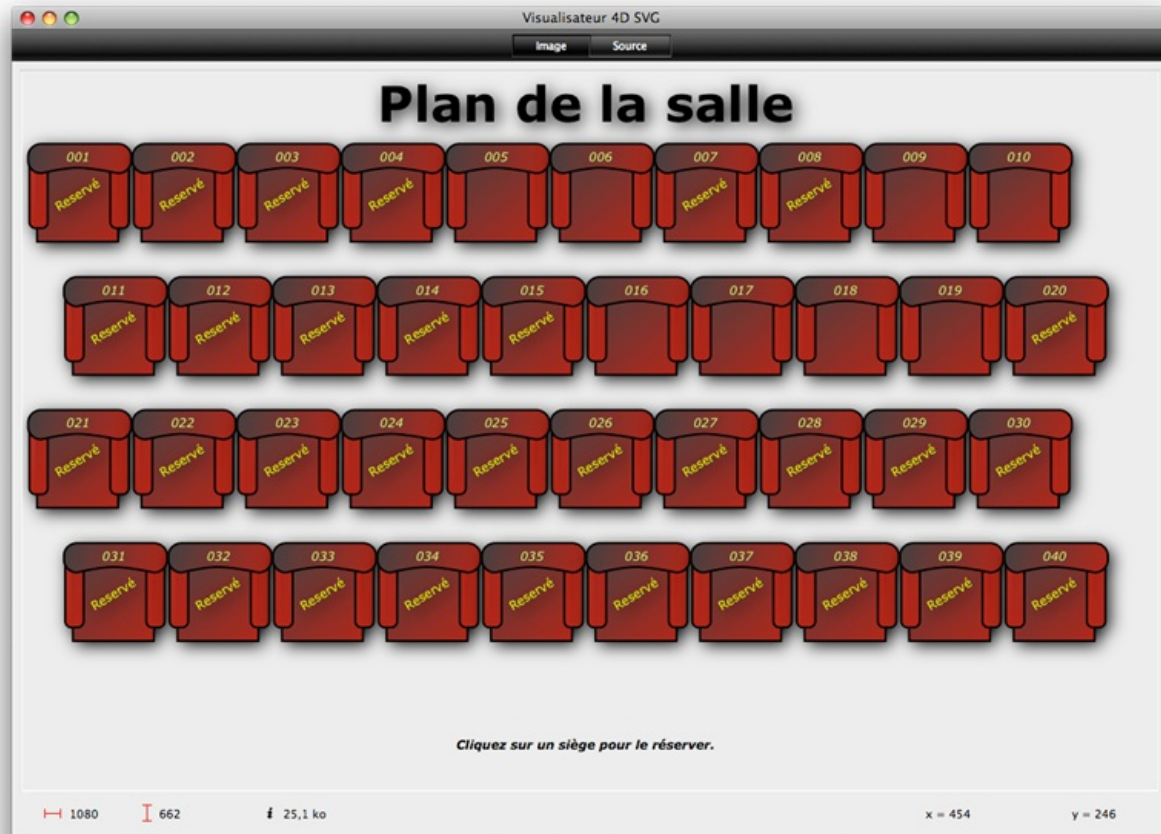 Visualisateur 4D SVG
Image Source
Plan de la salle
001 002 003 004 005 006 007 008 009 010
Reservé Reservé Reservé Reservé Reservé Reservé
011 012 013 014 015 016 017 018 019 020
Reservé Reservé Reservé Reservé Reservé Reservé
021 022 023 024 025 026 027 028 029 030
Reservé Reservé Reservé Reservé Reservé Reservé Reservé Reservé Reservé Reservé
031 032 033 034 035 036 037 038 039 040
Reservé Reservé Reservé Reservé Reservé Reservé Reservé Reservé Reservé Reservé
Cliquez sur un siège pour le réserver.
1080 662 i 25,1 ko x = 454 y = 246